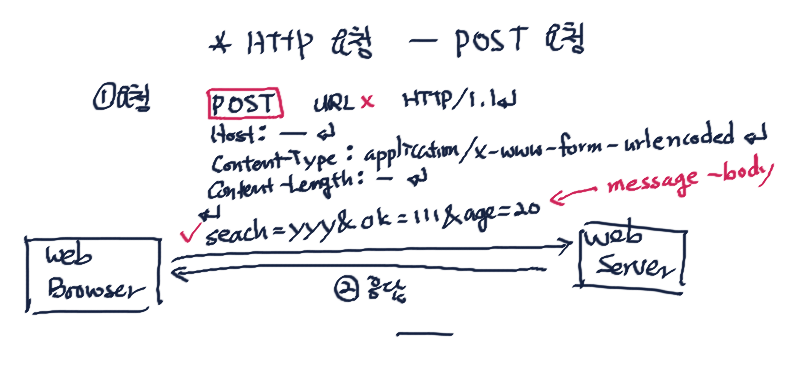 * HTTP 요청 — POST 요청
①요청 POST URL x HTTP/1.1↵
Host: — ↵
Content-Type: application/x-www-form-urlencoded ↵
Content-Length: — ↵
↵
✓ seach=yyy&ok=111&age=20 ← message-body
Web Browser
Web Server
② 응답